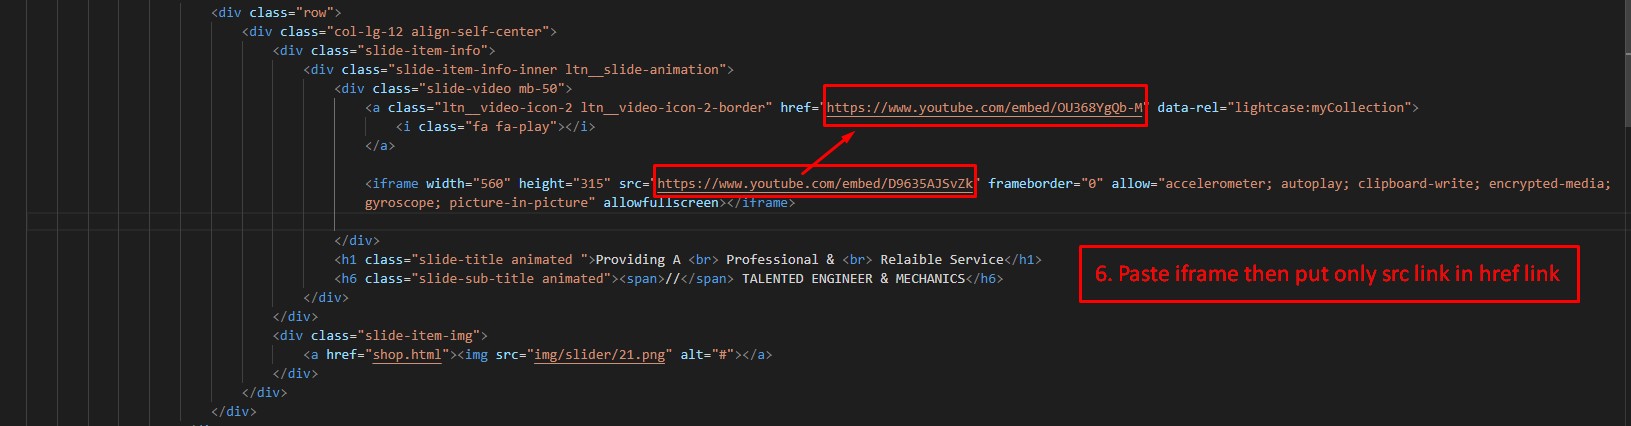 <div class="row">
<div class="col-lg-12 align-self-center">
<div class="slide-item-info">
<div class="slide-item-info-inner ltn__slide-animation">
<div class="slide-video mb-50">
<a class="ltn__video-icon-2 ltn__video-icon-2-border" href="https://www.youtube.com/embed/OU368YgQb-M" data-rel="lightcase:myCollection">
<i class="fa fa-play"></i>
</a>
<iframe width="560" height="315" src="https://www.youtube.com/embed/D9635AJSvZk" frameborder="0" allow="accelerometer; autoplay; clipboard-write; encrypted-media;
gyroscope; picture-in-picture" allowfullscreen></iframe>
</div>
<h1 class="slide-title animated ">Providing A <br> Professional & <br> Relaible Service</h1>
<h6 class="slide-sub-title animated"><span>//</span> TALENTED ENGINEER & MECHANICS</h6>
6. Paste iframe then put only src link in href link
</div>
</div>
<div class="slide-item-img">
<a href="shop.html"><img src="img/slider/21.png" alt="#"></a>
</div>
</div>
</div>